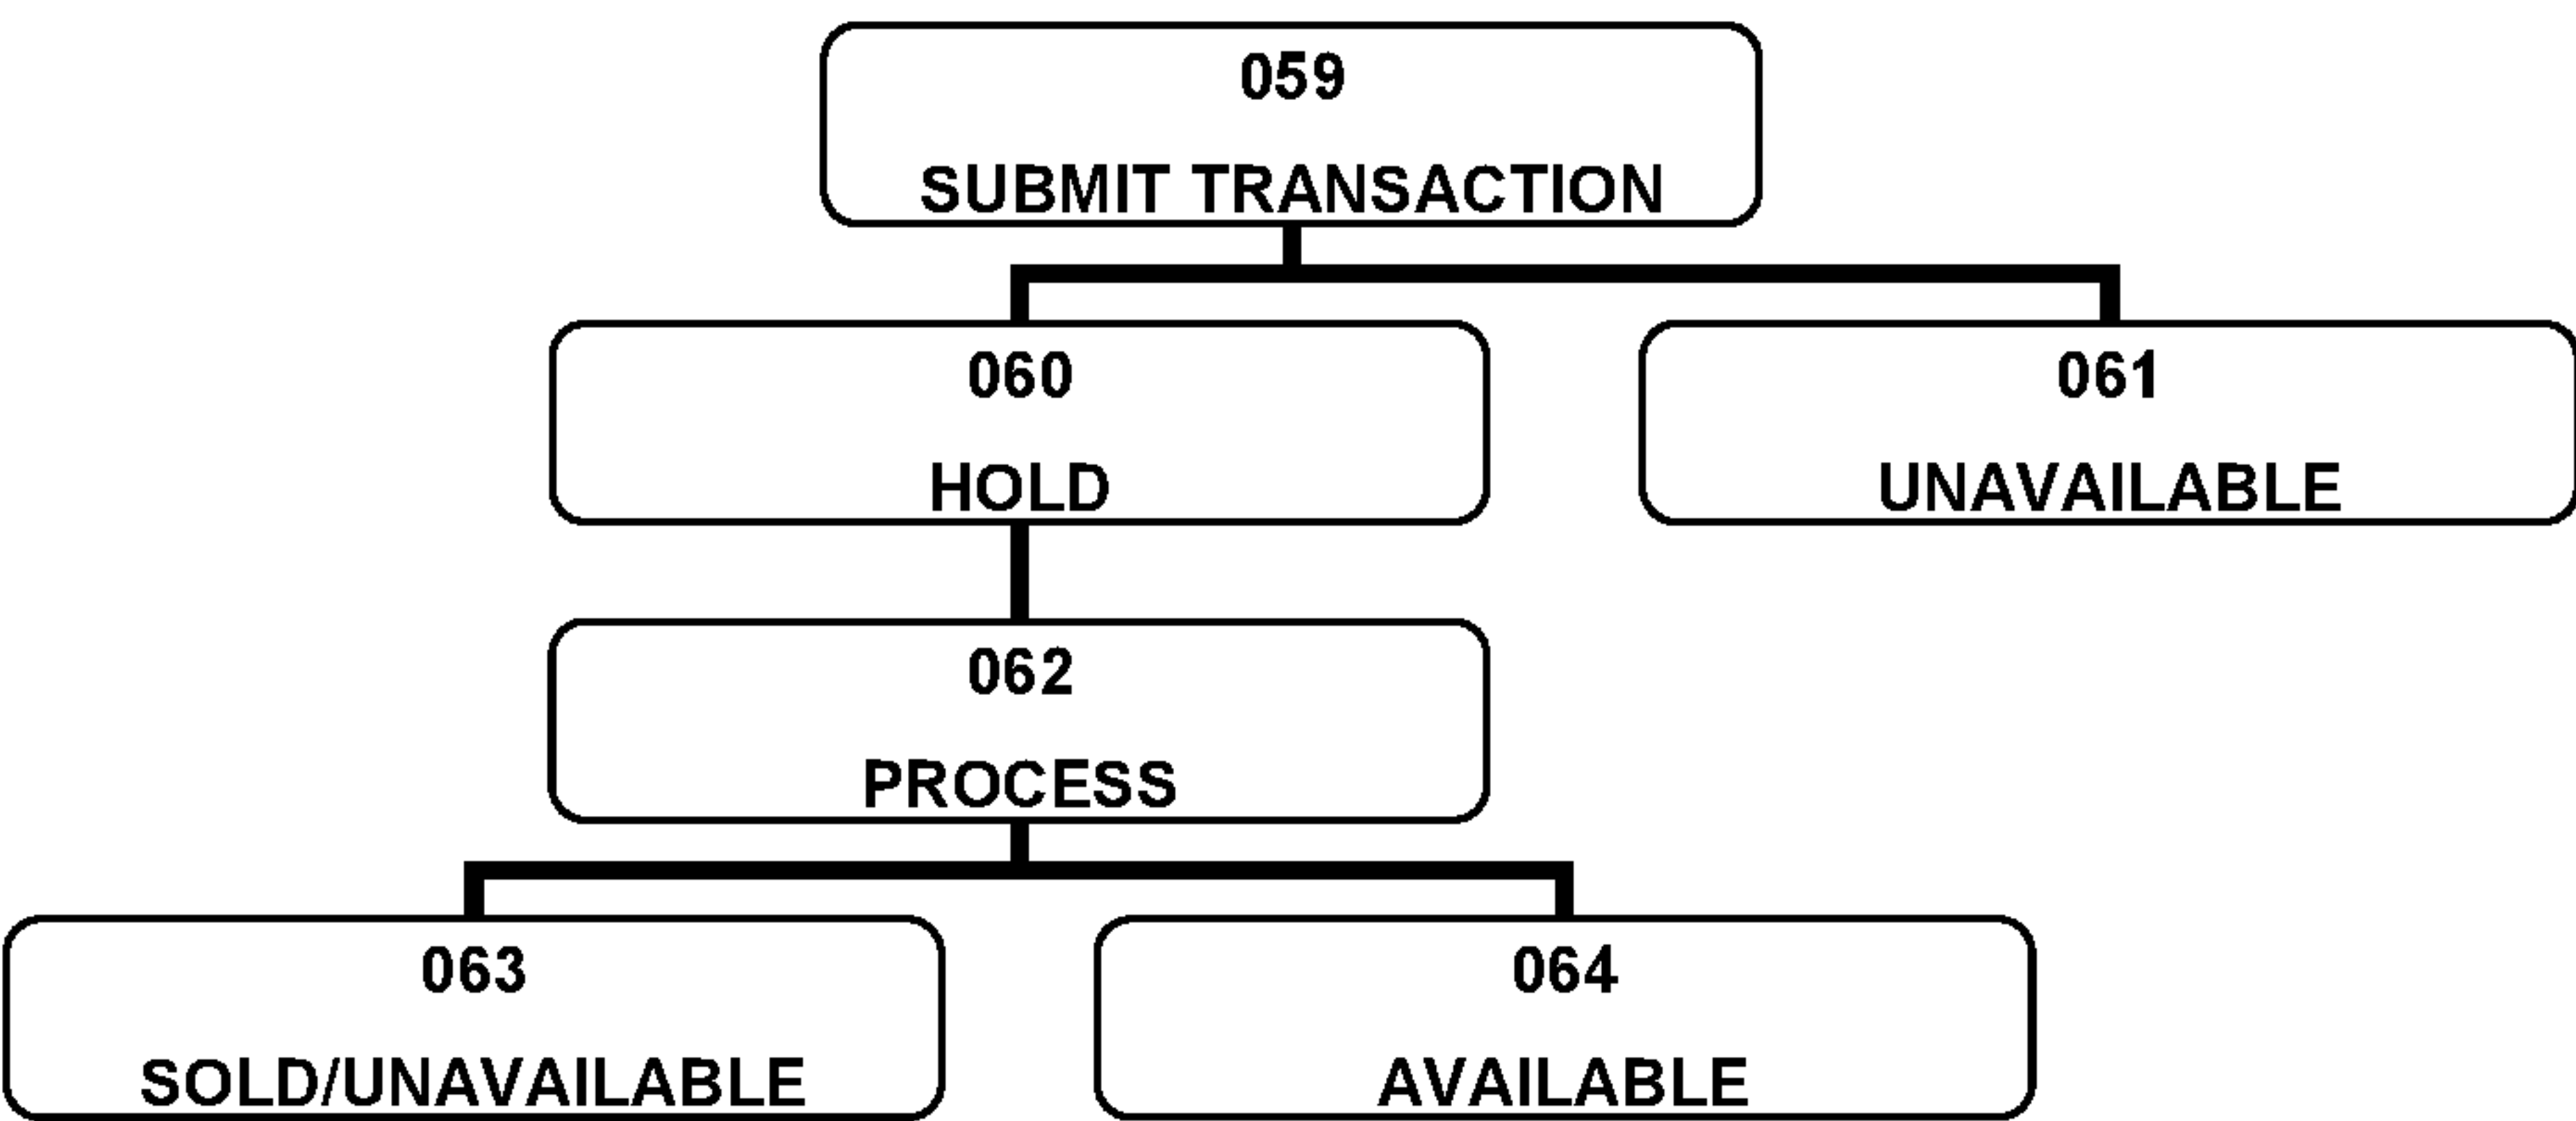 059
SUBMIT TRANSACTION
060
HOLD
061
UNAVAILABLE
062
PROCESS
063
SOLD/UNAVAILABLE
064
AVAILABLE